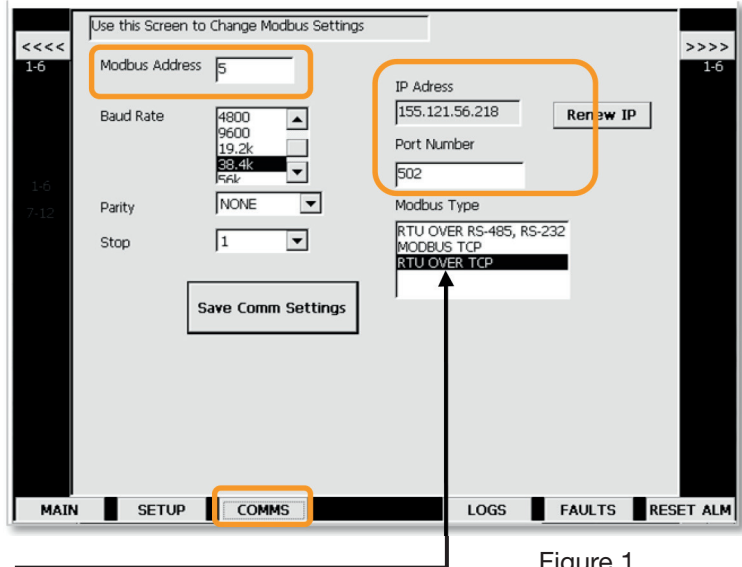 Use this Screen to Change Modbus Settings
<<<<
1-6
>>>>
1-6
Modbus Address 5
Baud Rate
4800
9600
19.2k
38.4k
56k
Parity NONE
Stop 1
Save Comm Settings
IP Adress
155.121.56.218
Renew IP
Port Number
502
Modbus Type
RTU OVER RS-485, RS-232
MODBUS TCP
RTU OVER TCP
1-6
7-12
MAIN SETUP COMMS LOGS FAULTS RESET ALM
Figure 1